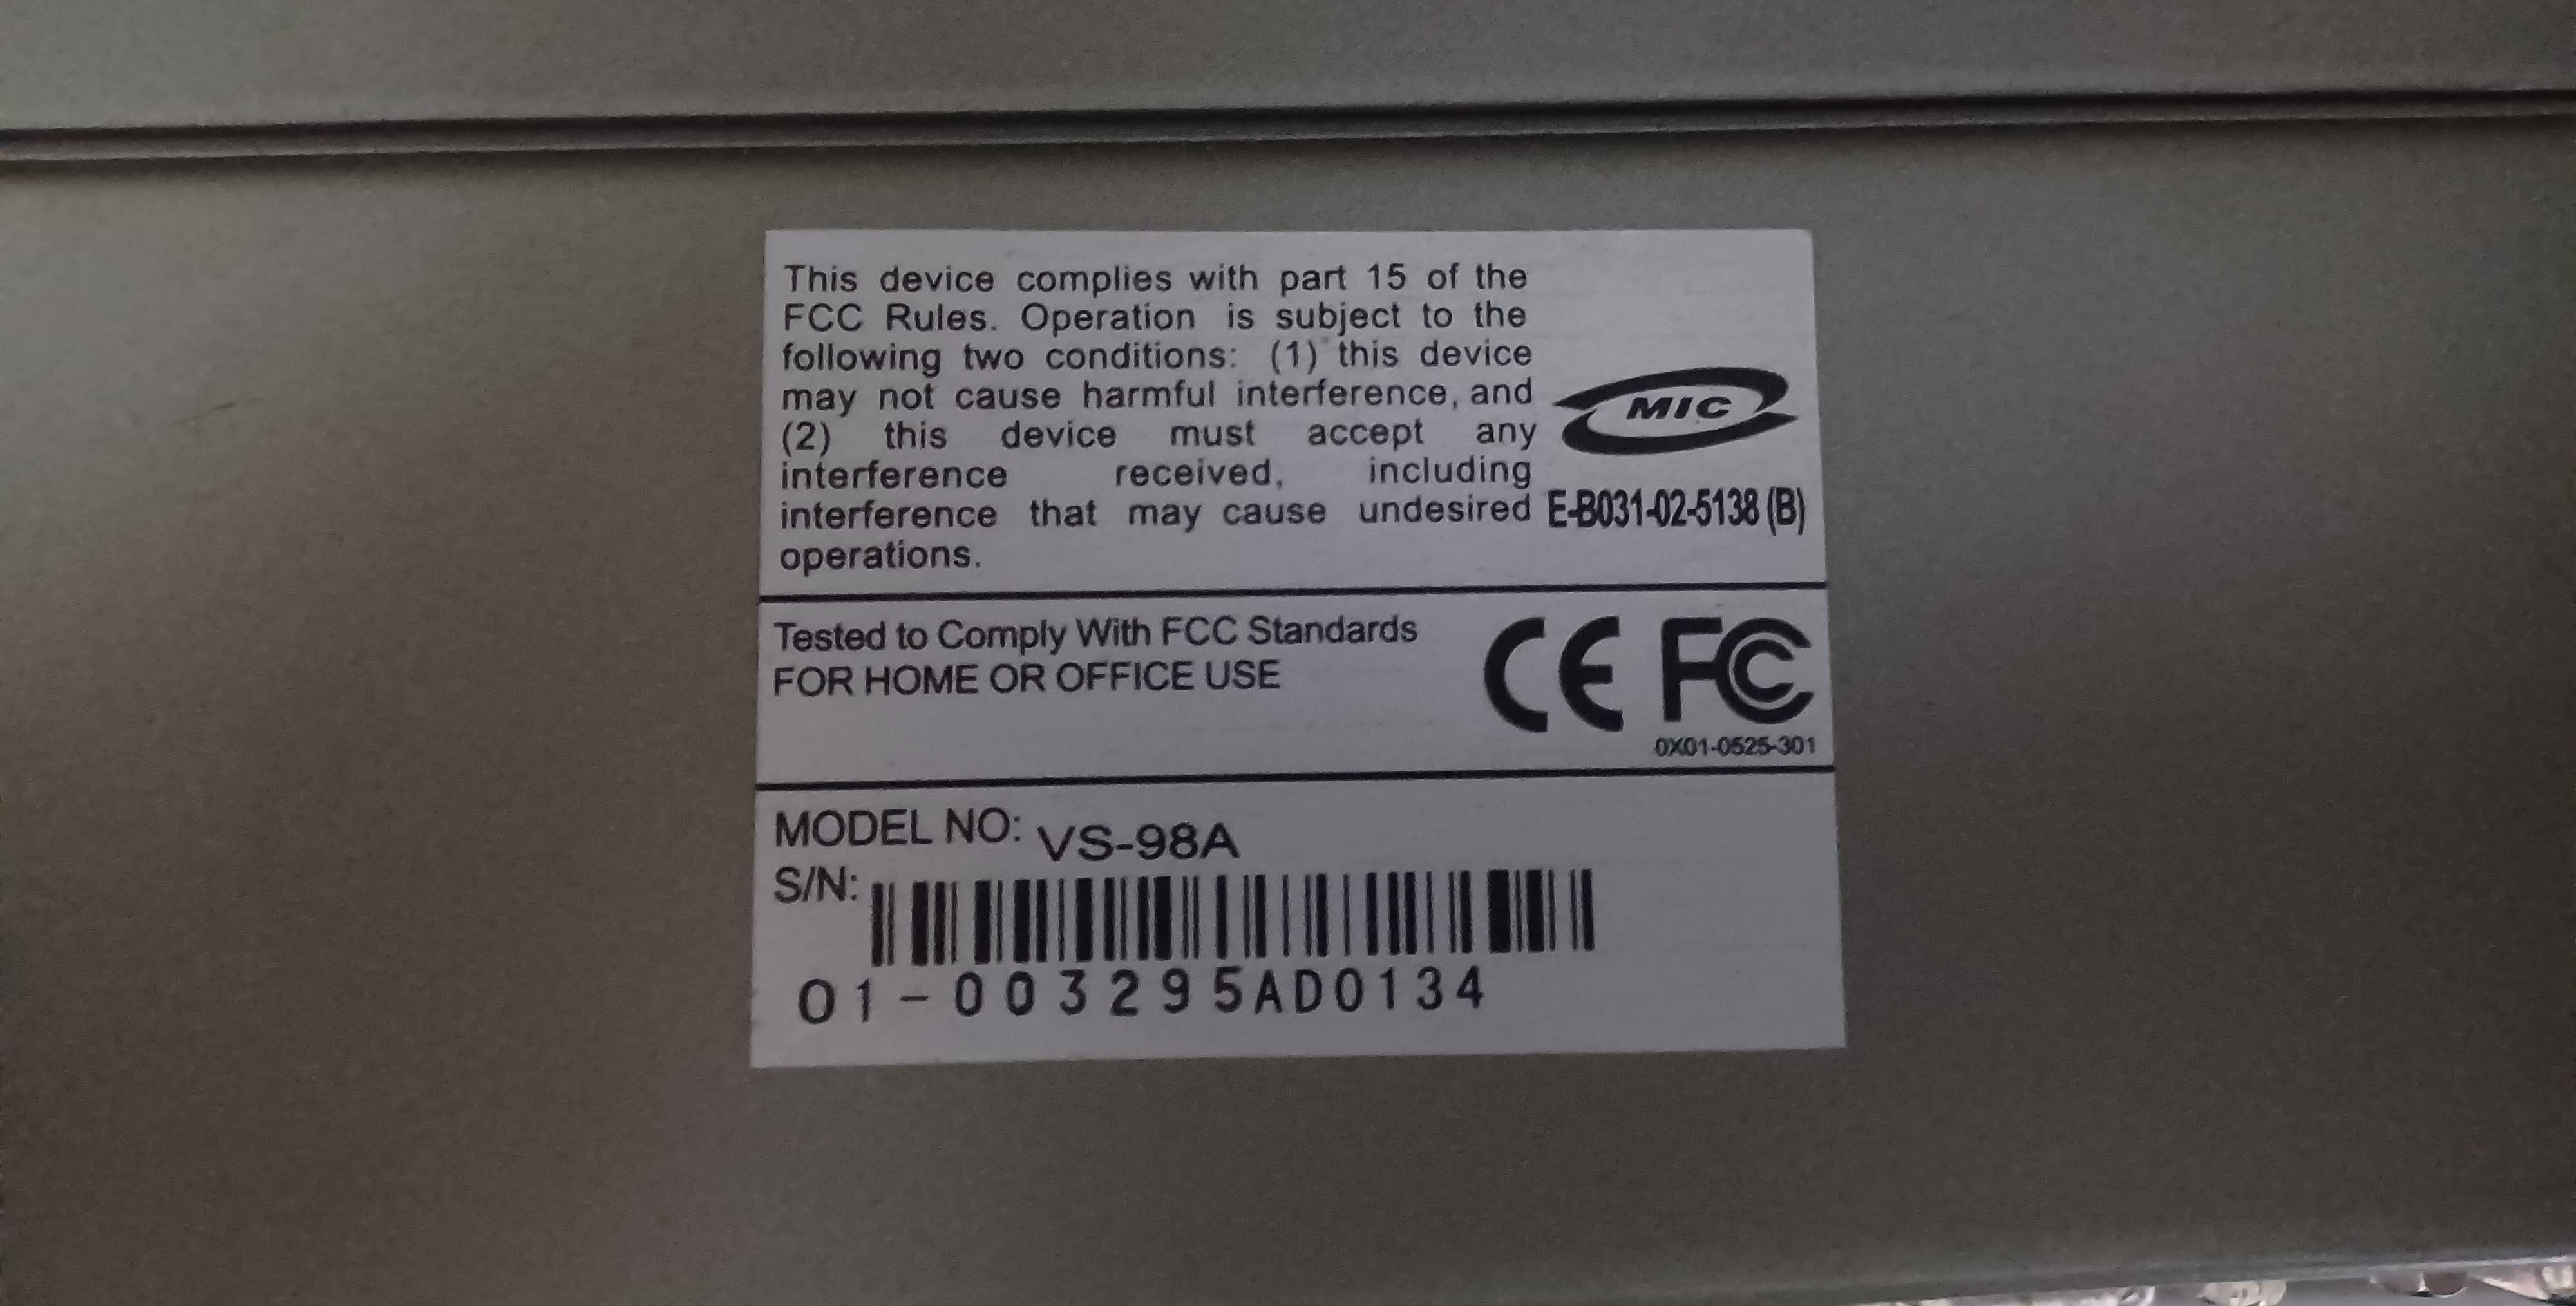 This device complies with part 15 of the
FCC Rules. Operation is subject to the
following two conditions: (1) this device
may not cause harmful interference, and
(2) this device must accept any
interference received, including
interference that may cause undesired
operations.
MIC
E-B031-02-5138 (B)
Tested to Comply With FCC Standards
FOR HOME OR OFFICE USE
CE FC
0X01-0525-301
MODEL NO: VS-98A
S/N:
01-003295AD0134